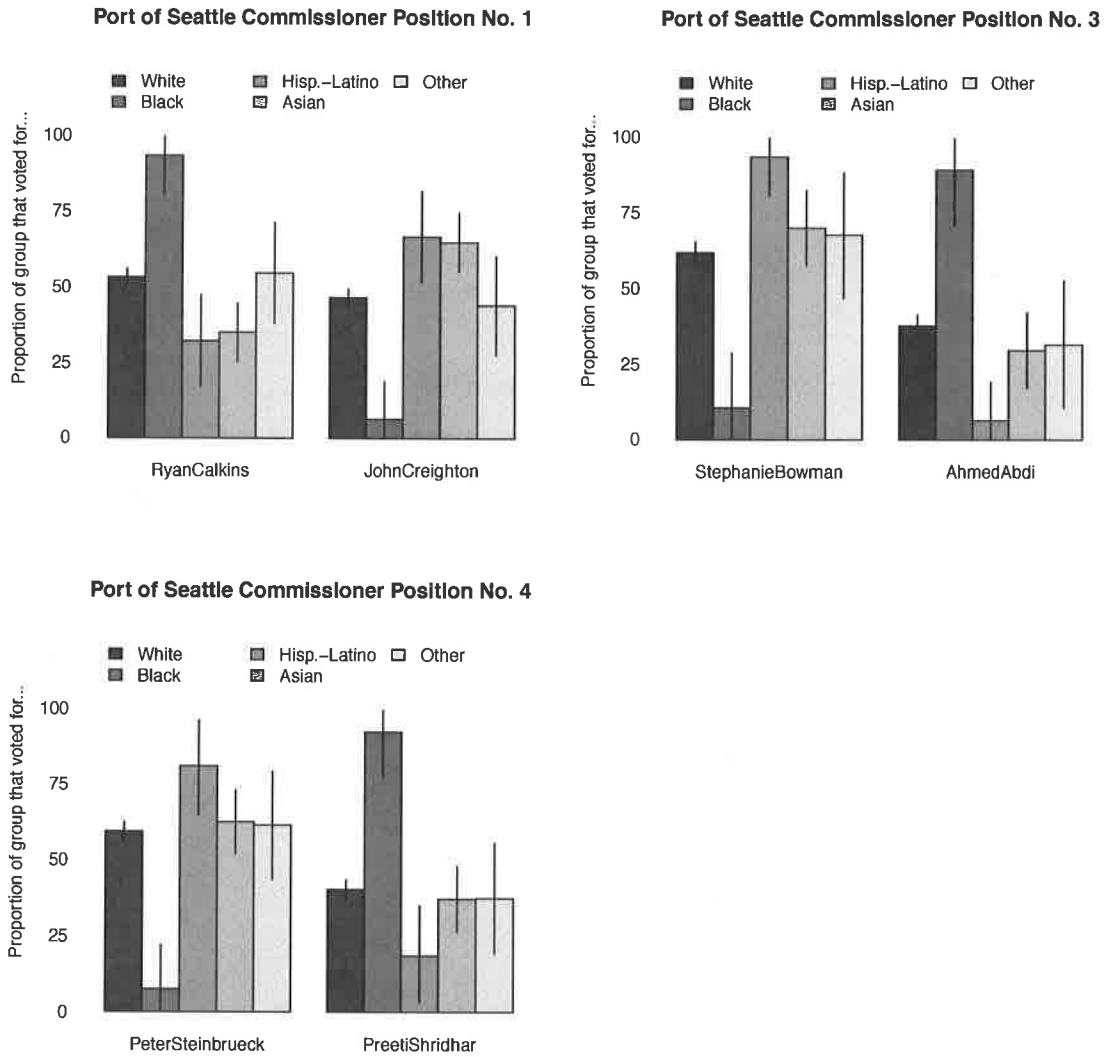 Port of Seattle Commissioner Position No. 1
White
Hisp.-Latino
Other
Black
Asian
Proportion of group that voted for...
100
75
50
25
0
RyanCalkins
JohnCreighton
Port of Seattle Commissioner Position No. 3
White
Hisp.-Latino
Other
Black
Asian
Proportion of group that voted for...
100
75
50
25
0
StephanieBowman
AhmedAbdi
Port of Seattle Commissioner Position No. 4
White
Hisp.-Latino
Other
Black
Asian
Proportion of group that voted for...
100
75
50
25
0
PeterSteinbrueck
PreetiShridhar